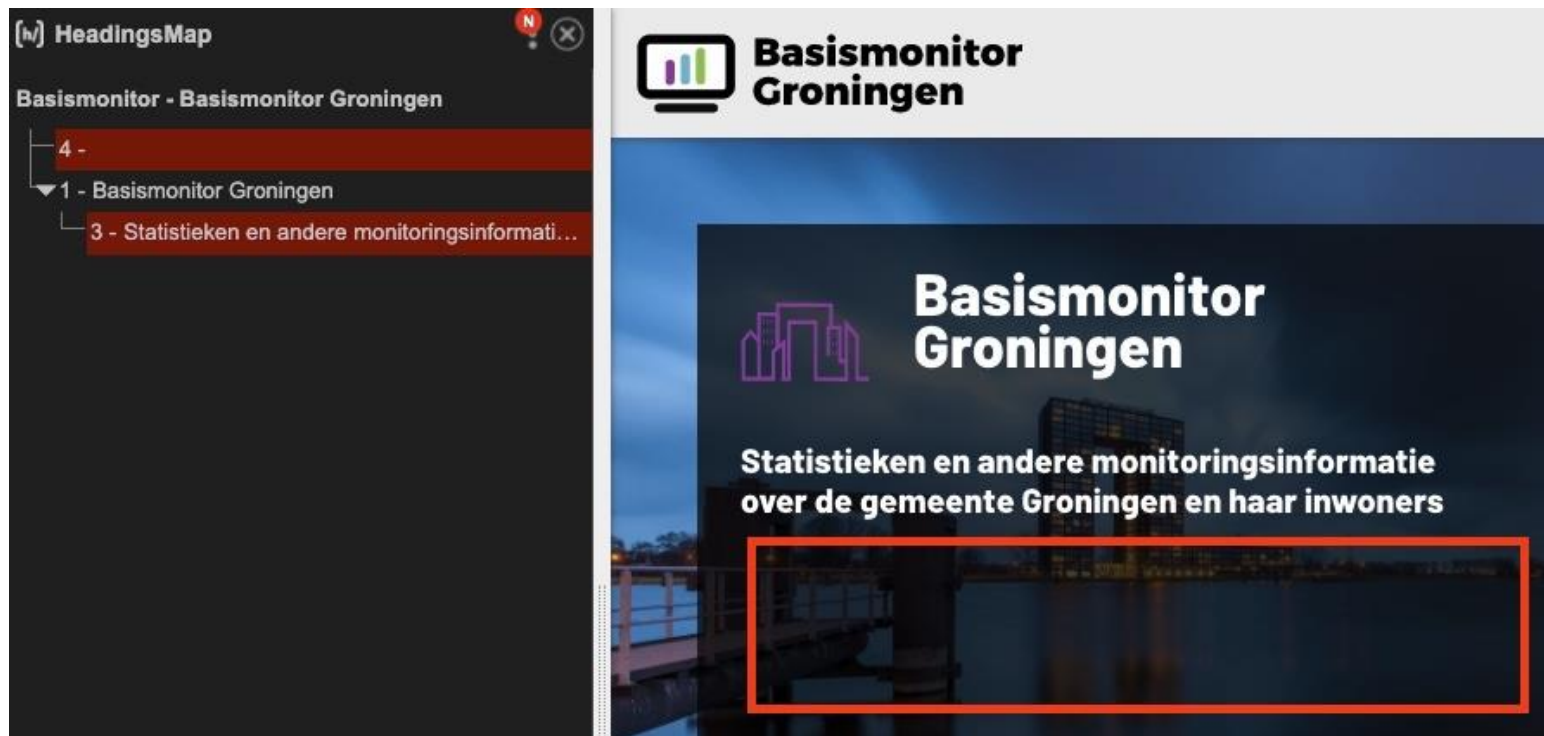 [h/] HeadingsMap
N
Basismonitor - Basismonitor Groningen
4 -
1 - Basismonitor Groningen
3 - Statistieken en andere monitoringsinformati...
Basismonitor
Groningen
Basismonitor
Groningen
Statistieken en andere monitoringsinformatie
over de gemeente Groningen en haar inwoners